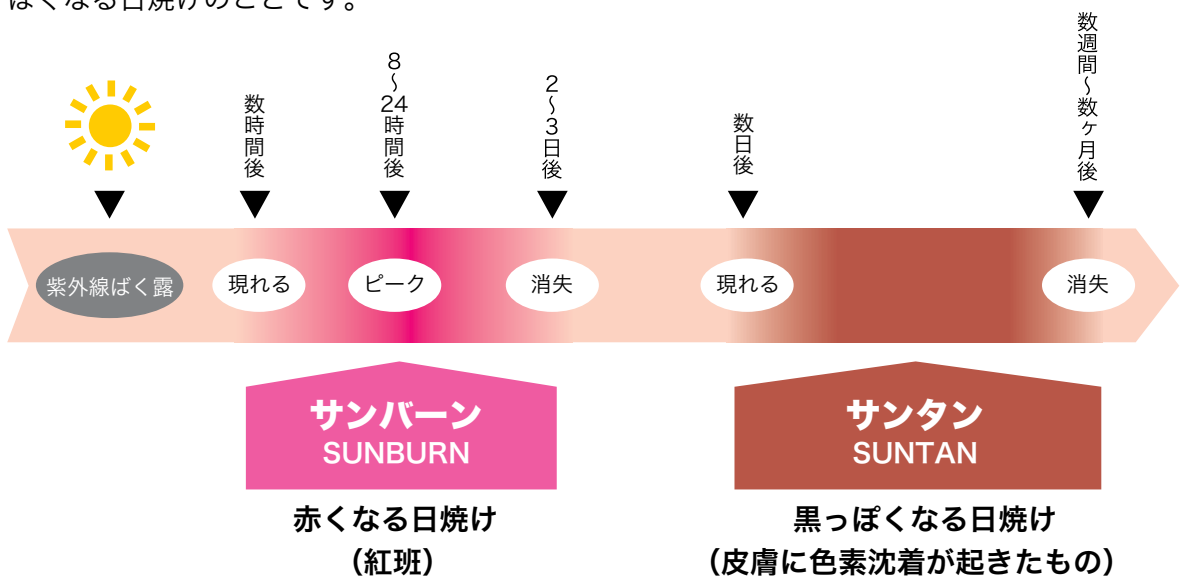 ぽくなる日焼けのことです。
数時間後
8〜24時間後
2〜3日後
数日後
数週間〜数ヶ月後
紫外線ばく露
現れる
ピーク
消失
現れる
消失
サンバーン
SUNBURN
サンタン
SUNTAN
赤くなる日焼け
（紅斑）
黒っぽくなる日焼け
（皮膚に色素沈着が起きたもの）